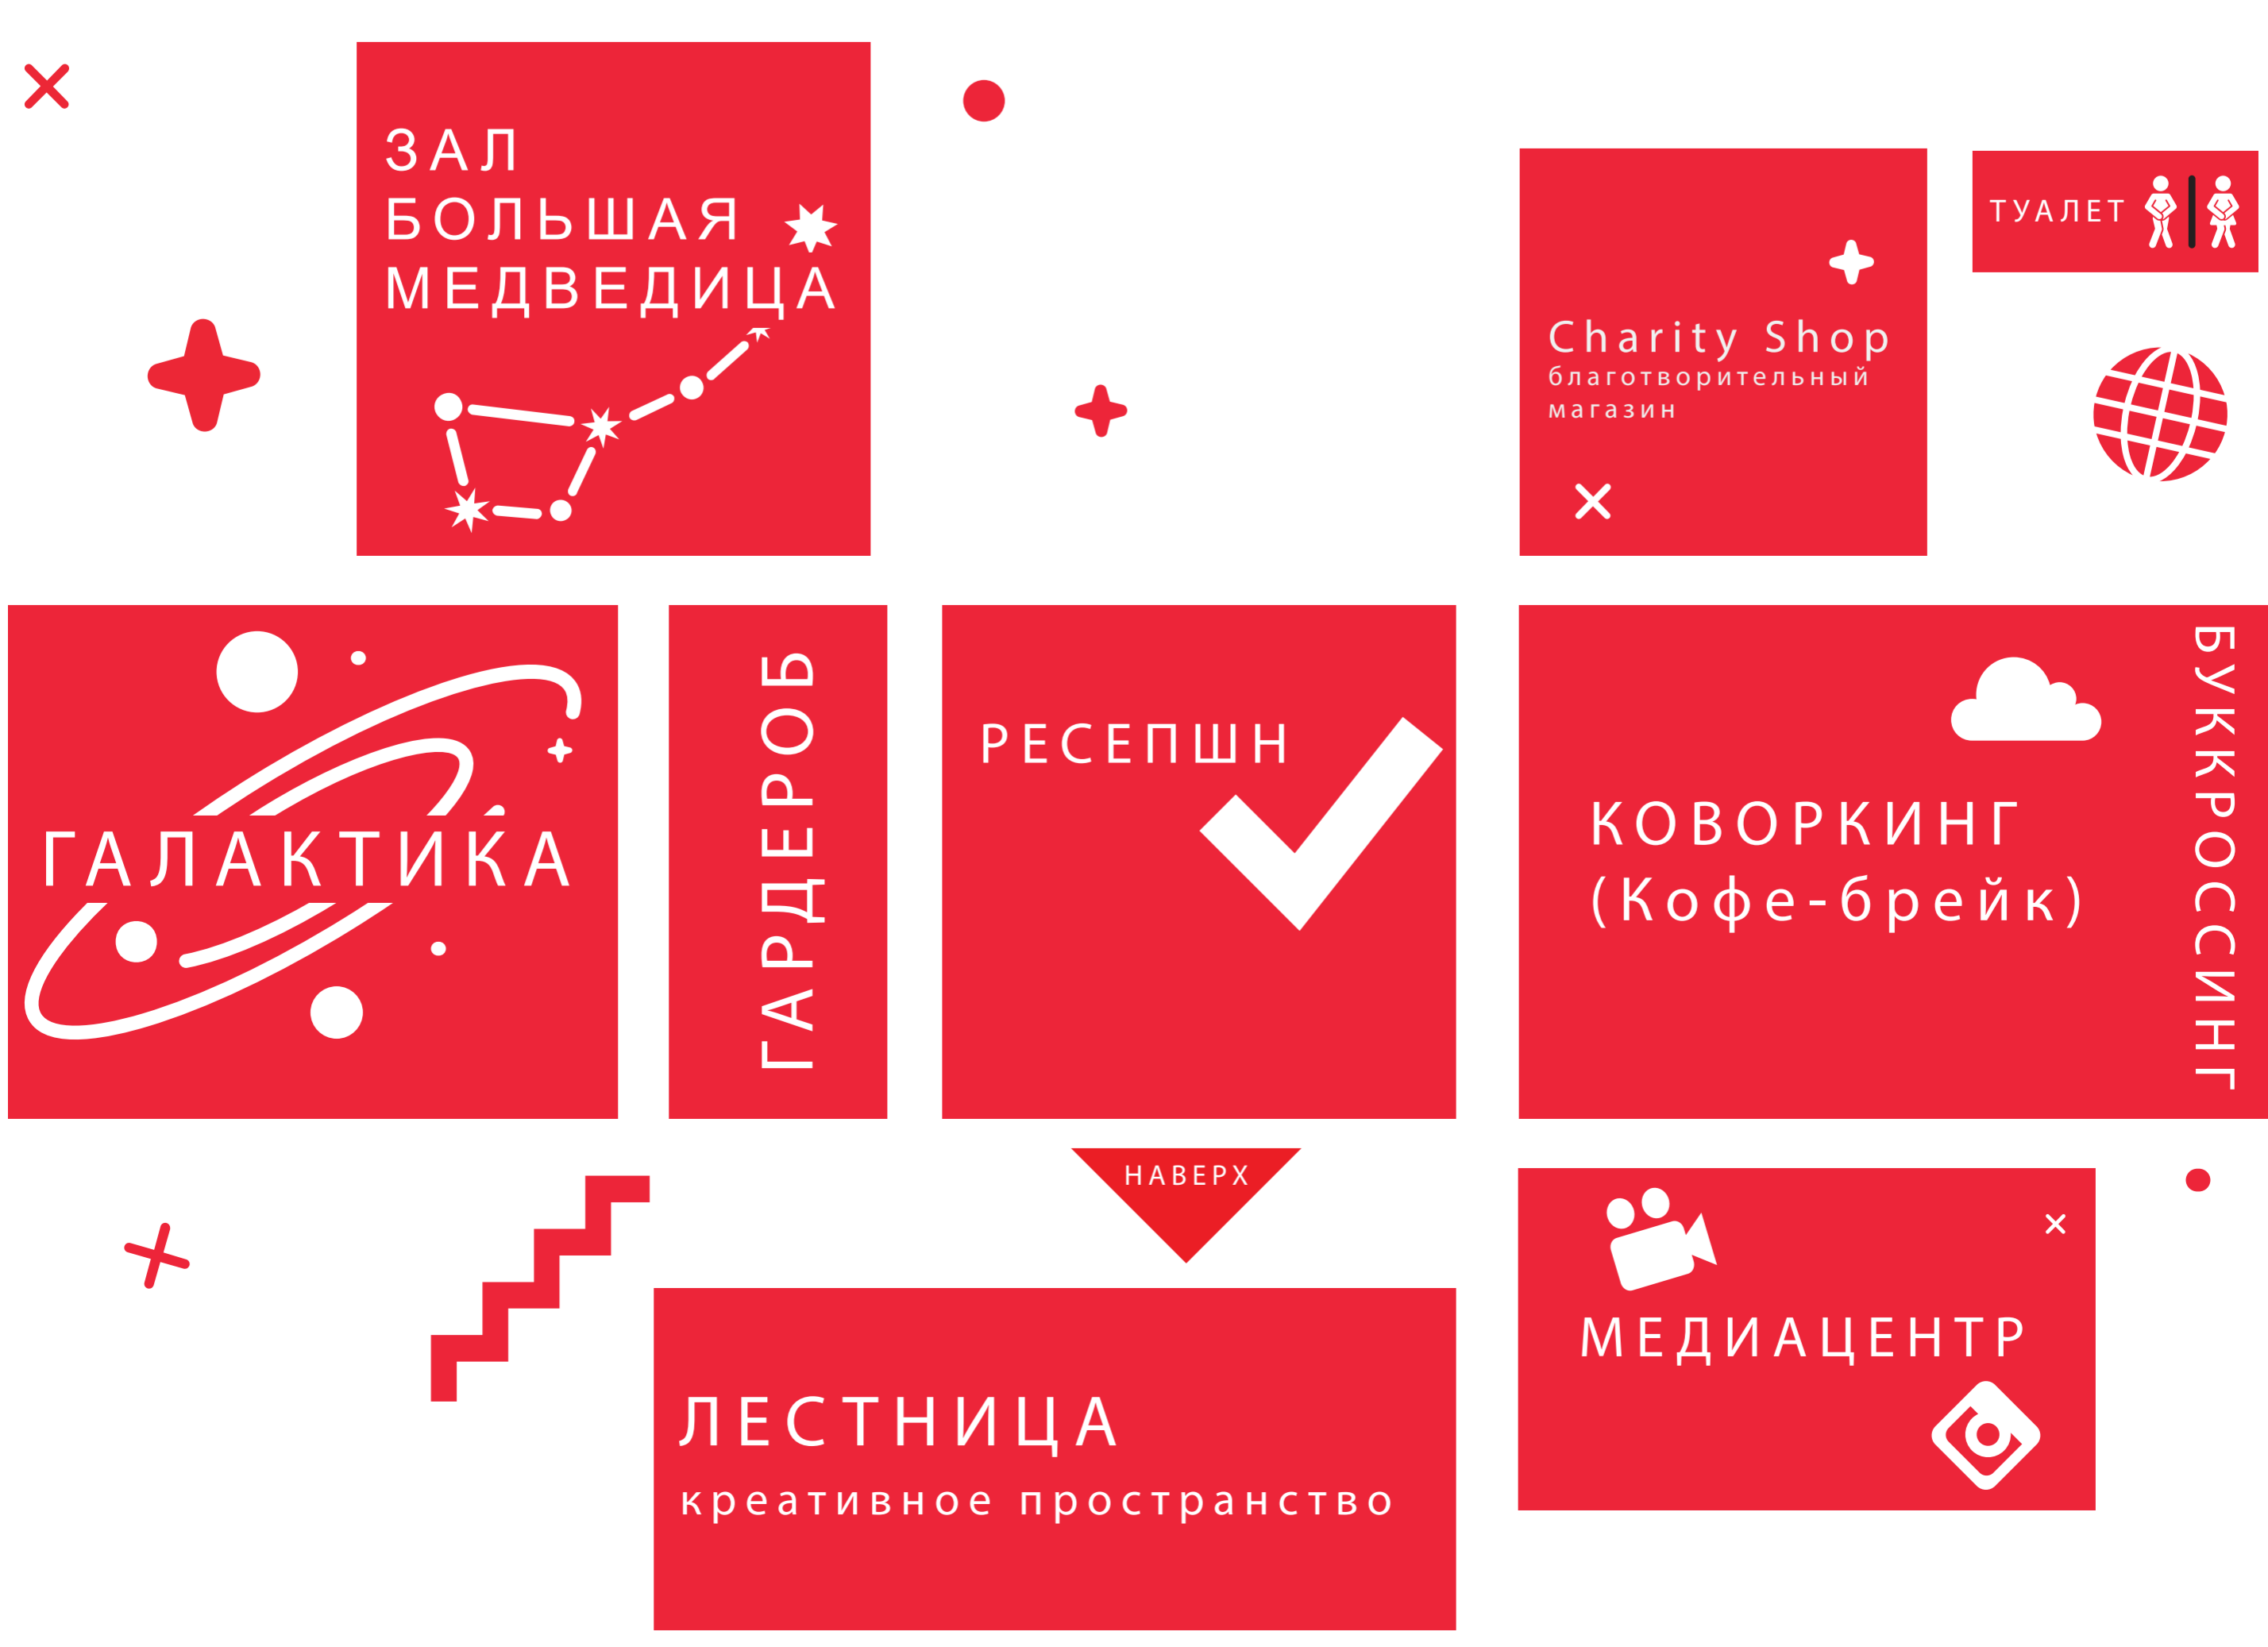 ЗАЛ
БОЛЬШАЯ
МЕДВЕДИЦА
Charity Shop
благотворительный
магазин
ТУАЛЕТ
ГАЛАКТИКА
ГАРДЕРОБ
РЕСЕПШН
КОВОРКИНГ
(Кофе-брейк)
БУККРОССИНГ
НАВЕРХ
ЛЕСТНИЦА
креативное пространство
МЕДИАЦЕНТР